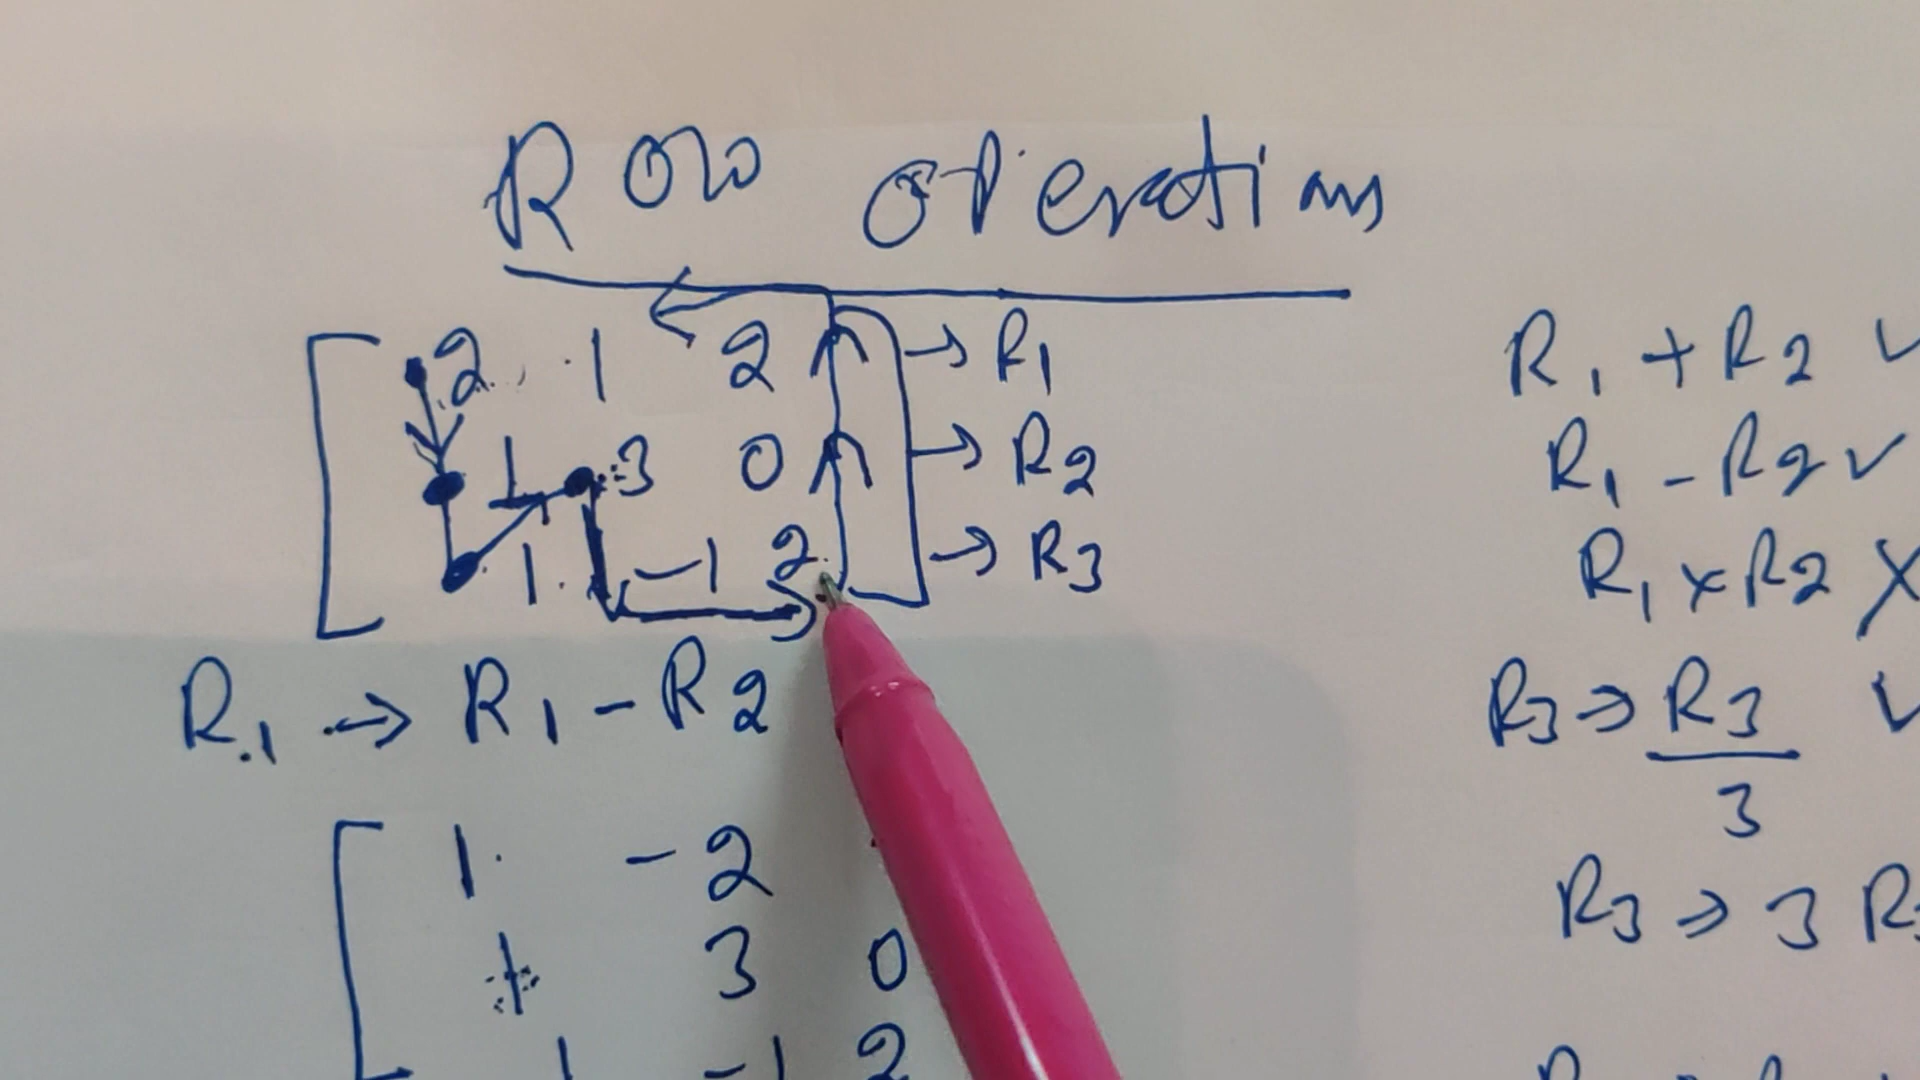 Row operations
2 1 2 → R1
1 3 0 → R2
1 -1 2 → R3
R1 → R1 - R2
1 -2
1 3 0
1 -1 2
R1 + R2 ✓
R1 - R2 ✓
R1 x R2 X
R3 → R3/3 ✓
R3 → 3 R